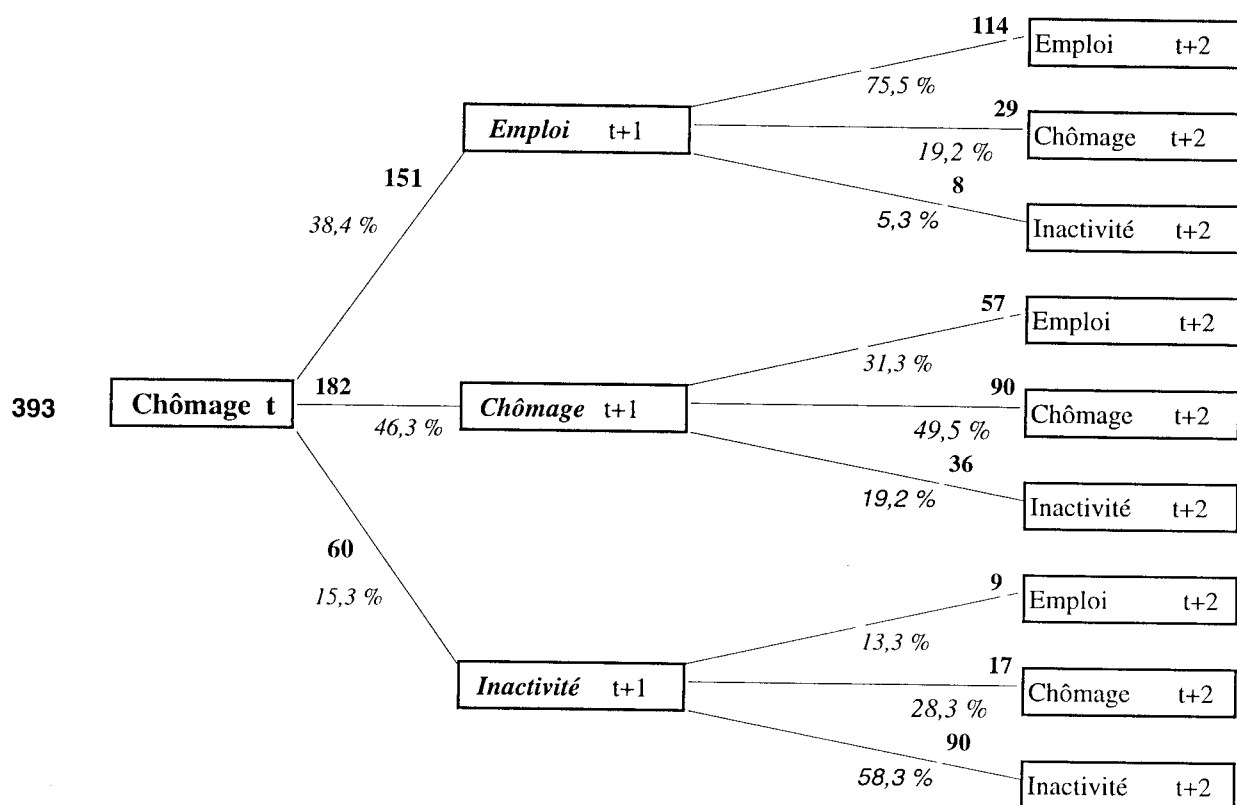 114
Emploi t+2
75,5 %
29
Emploi t+1
Chômage t+2
19,2 %
151
8
38,4 %
5,3 %
Inactivité t+2
57
Emploi t+2
31,3 %
182
90
393
Chômage t
Chômage t+1
Chômage t+2
46,3 %
49,5 %
36
19,2 %
Inactivité t+2
60
9
15,3 %
Emploi t+2
13,3 %
17
Inactivité t+1
Chômage t+2
28,3 %
90
58,3 %
Inactivité t+2